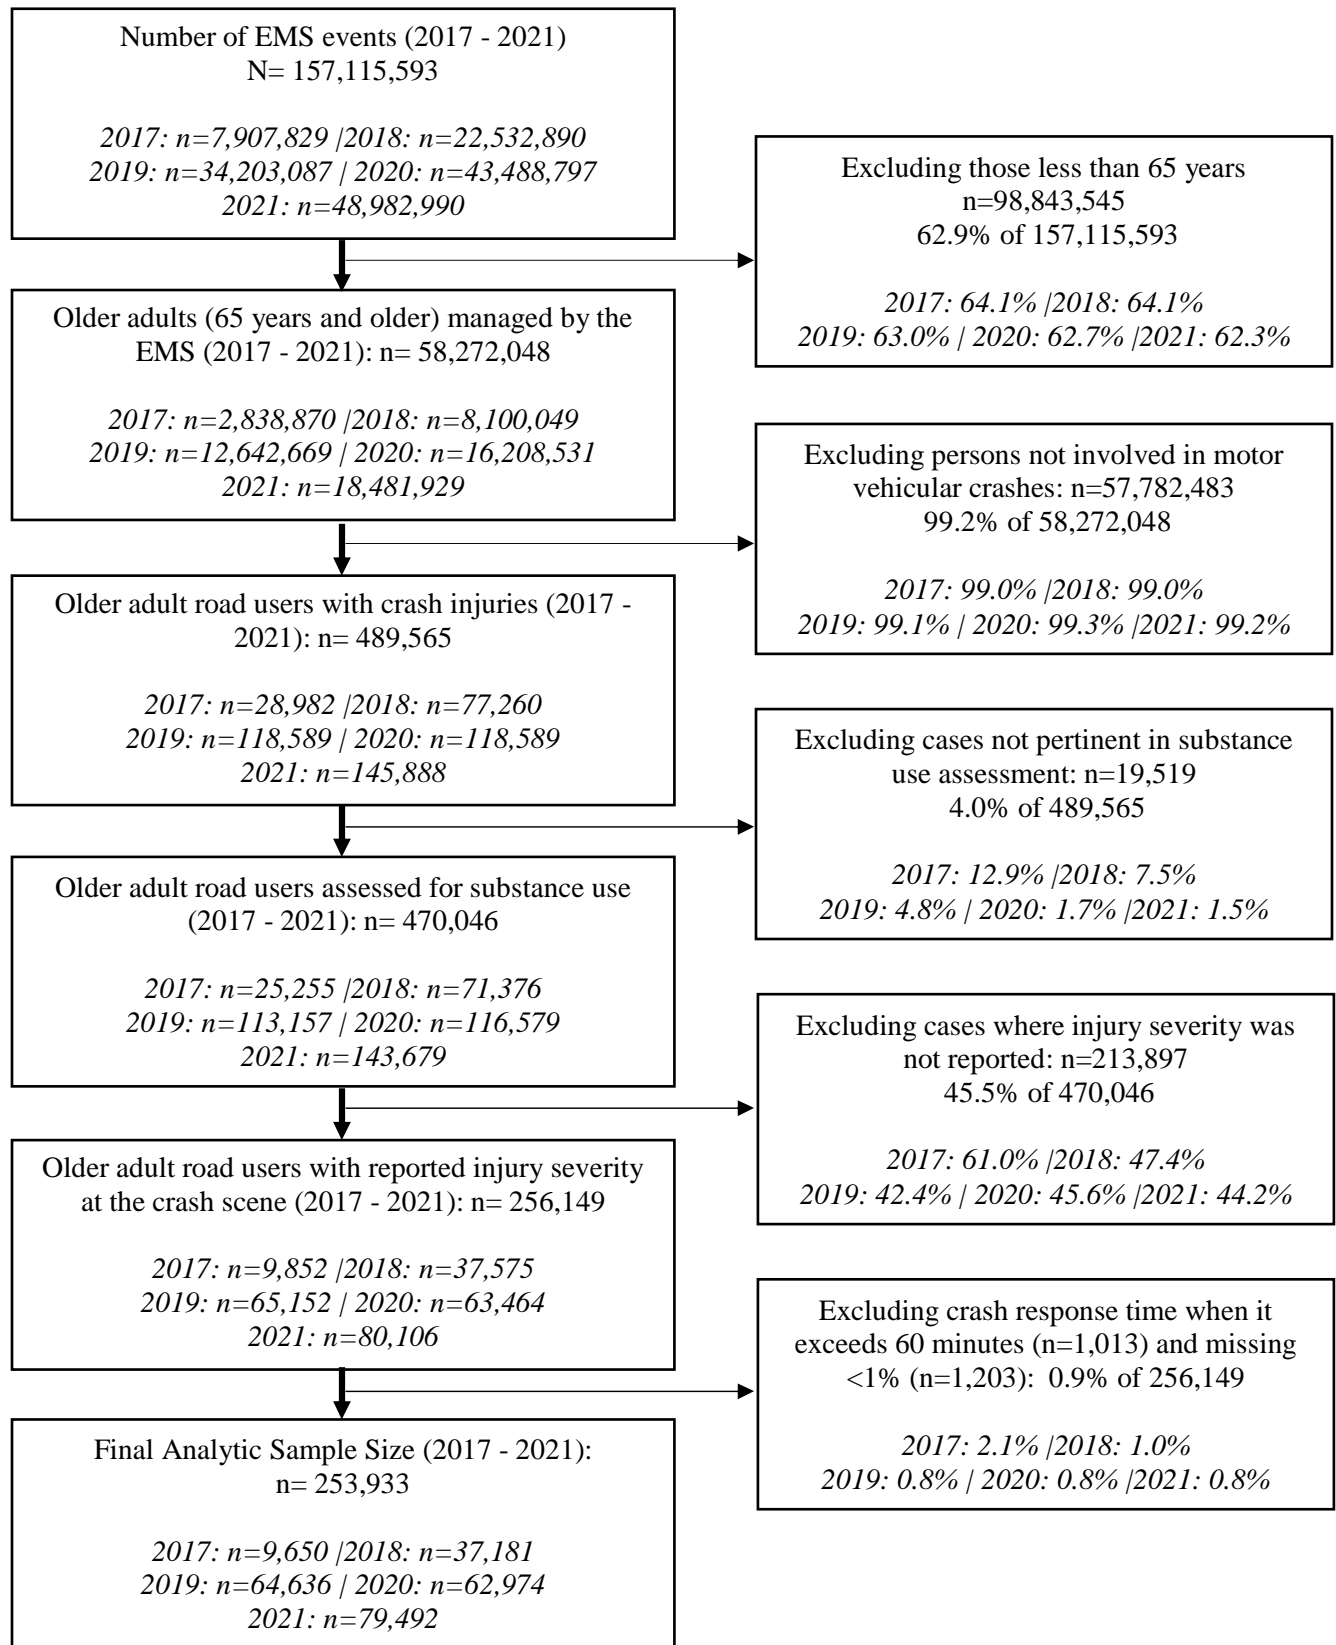 Number of EMS events (2017 - 2021)
N= 157,115,593
2017: n=7,907,829 |2018: n=22,532,890
2019: n=34,203,087 | 2020: n=43,488,797
2021: n=48,982,990
Excluding those less than 65 years
n=98,843,545
62.9% of 157,115,593
2017: 64.1% |2018: 64.1%
2019: 63.0% | 2020: 62.7% |2021: 62.3%
Older adults (65 years and older) managed by the
EMS (2017 - 2021): n= 58,272,048
2017: n=2,838,870 |2018: n=8,100,049
2019: n=12,642,669 | 2020: n=16,208,531
2021: n=18,481,929
Excluding persons not involved in motor
vehicular crashes: n=57,782,483
99.2% of 58,272,048
2017: 99.0% |2018: 99.0%
2019: 99.1% | 2020: 99.3% |2021: 99.2%
Older adult road users with crash injuries (2017 -
2021): n= 489,565
2017: n=28,982 |2018: n=77,260
2019: n=118,589 | 2020: n=118,589
2021: n=145,888
Excluding cases not pertinent in substance
use assessment: n=19,519
4.0% of 489,565
2017: 12.9% |2018: 7.5%
2019: 4.8% | 2020: 1.7% |2021: 1.5%
Older adult road users assessed for substance use
(2017 - 2021): n= 470,046
2017: n=25,255 |2018: n=71,376
2019: n=113,157 | 2020: n=116,579
2021: n=143,679
Excluding cases where injury severity was
not reported: n=213,897
45.5% of 470,046
2017: 61.0% |2018: 47.4%
2019: 42.4% | 2020: 45.6% |2021: 44.2%
Older adult road users with reported injury severity
at the crash scene (2017 - 2021): n= 256,149
2017: n=9,852 |2018: n=37,575
2019: n=65,152 | 2020: n=63,464
2021: n=80,106
Excluding crash response time when it
exceeds 60 minutes (n=1,013) and missing
<1% (n=1,203):  0.9% of 256,149
2017: 2.1% |2018: 1.0%
2019: 0.8% | 2020: 0.8% |2021: 0.8%
Final Analytic Sample Size (2017 - 2021):
n= 253,933
2017: n=9,650 |2018: n=37,181
2019: n=64,636 | 2020: n=62,974
2021: n=79,492